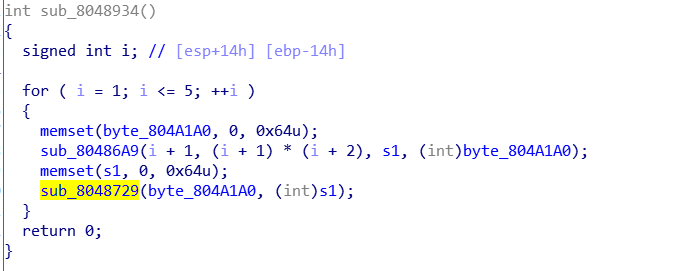 int sub_8048934()
{
  signed int i; // [esp+14h] [ebp-14h]

  for ( i = 1; i <= 5; ++i )
  {
    memset(byte_804A1A0, 0, 0x64u);
    sub_80486A9(i + 1, (i + 1) * (i + 2), s1, (int)byte_804A1A0);
    memset(s1, 0, 0x64u);
    sub_8048729(byte_804A1A0, (int)s1);
  }
  return 0;
}